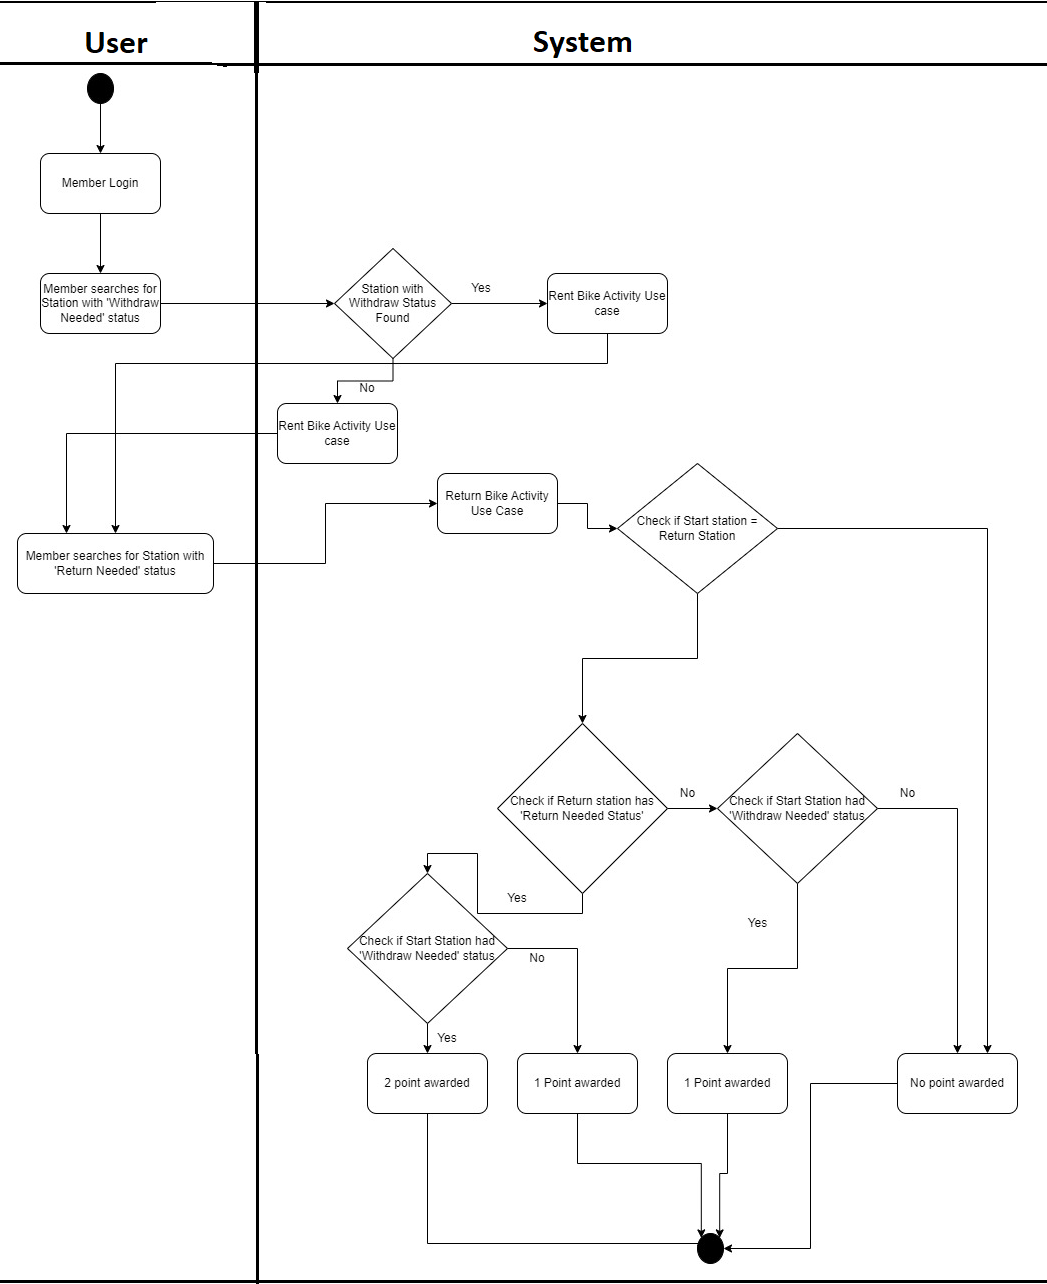 User
System
Member Login
Member searches for
Station with 'Withdraw
Needed' status
Station with
Withdraw Status
Found
Yes
Rent Bike Activity Use
case
No
Rent Bike Activity Use
case
Return Bike Activity
Use Case
Check if Start station =
Return Station
Member searches for Station with
'Return Needed' status
Check if Return station has
'Return Needed Status'
No
Check if Start Station had
'Withdraw Needed' status
No
Yes
Yes
Check if Start Station had
'Withdraw Needed' status
No
Yes
2 point awarded
1 Point awarded
1 Point awarded
No point awarded